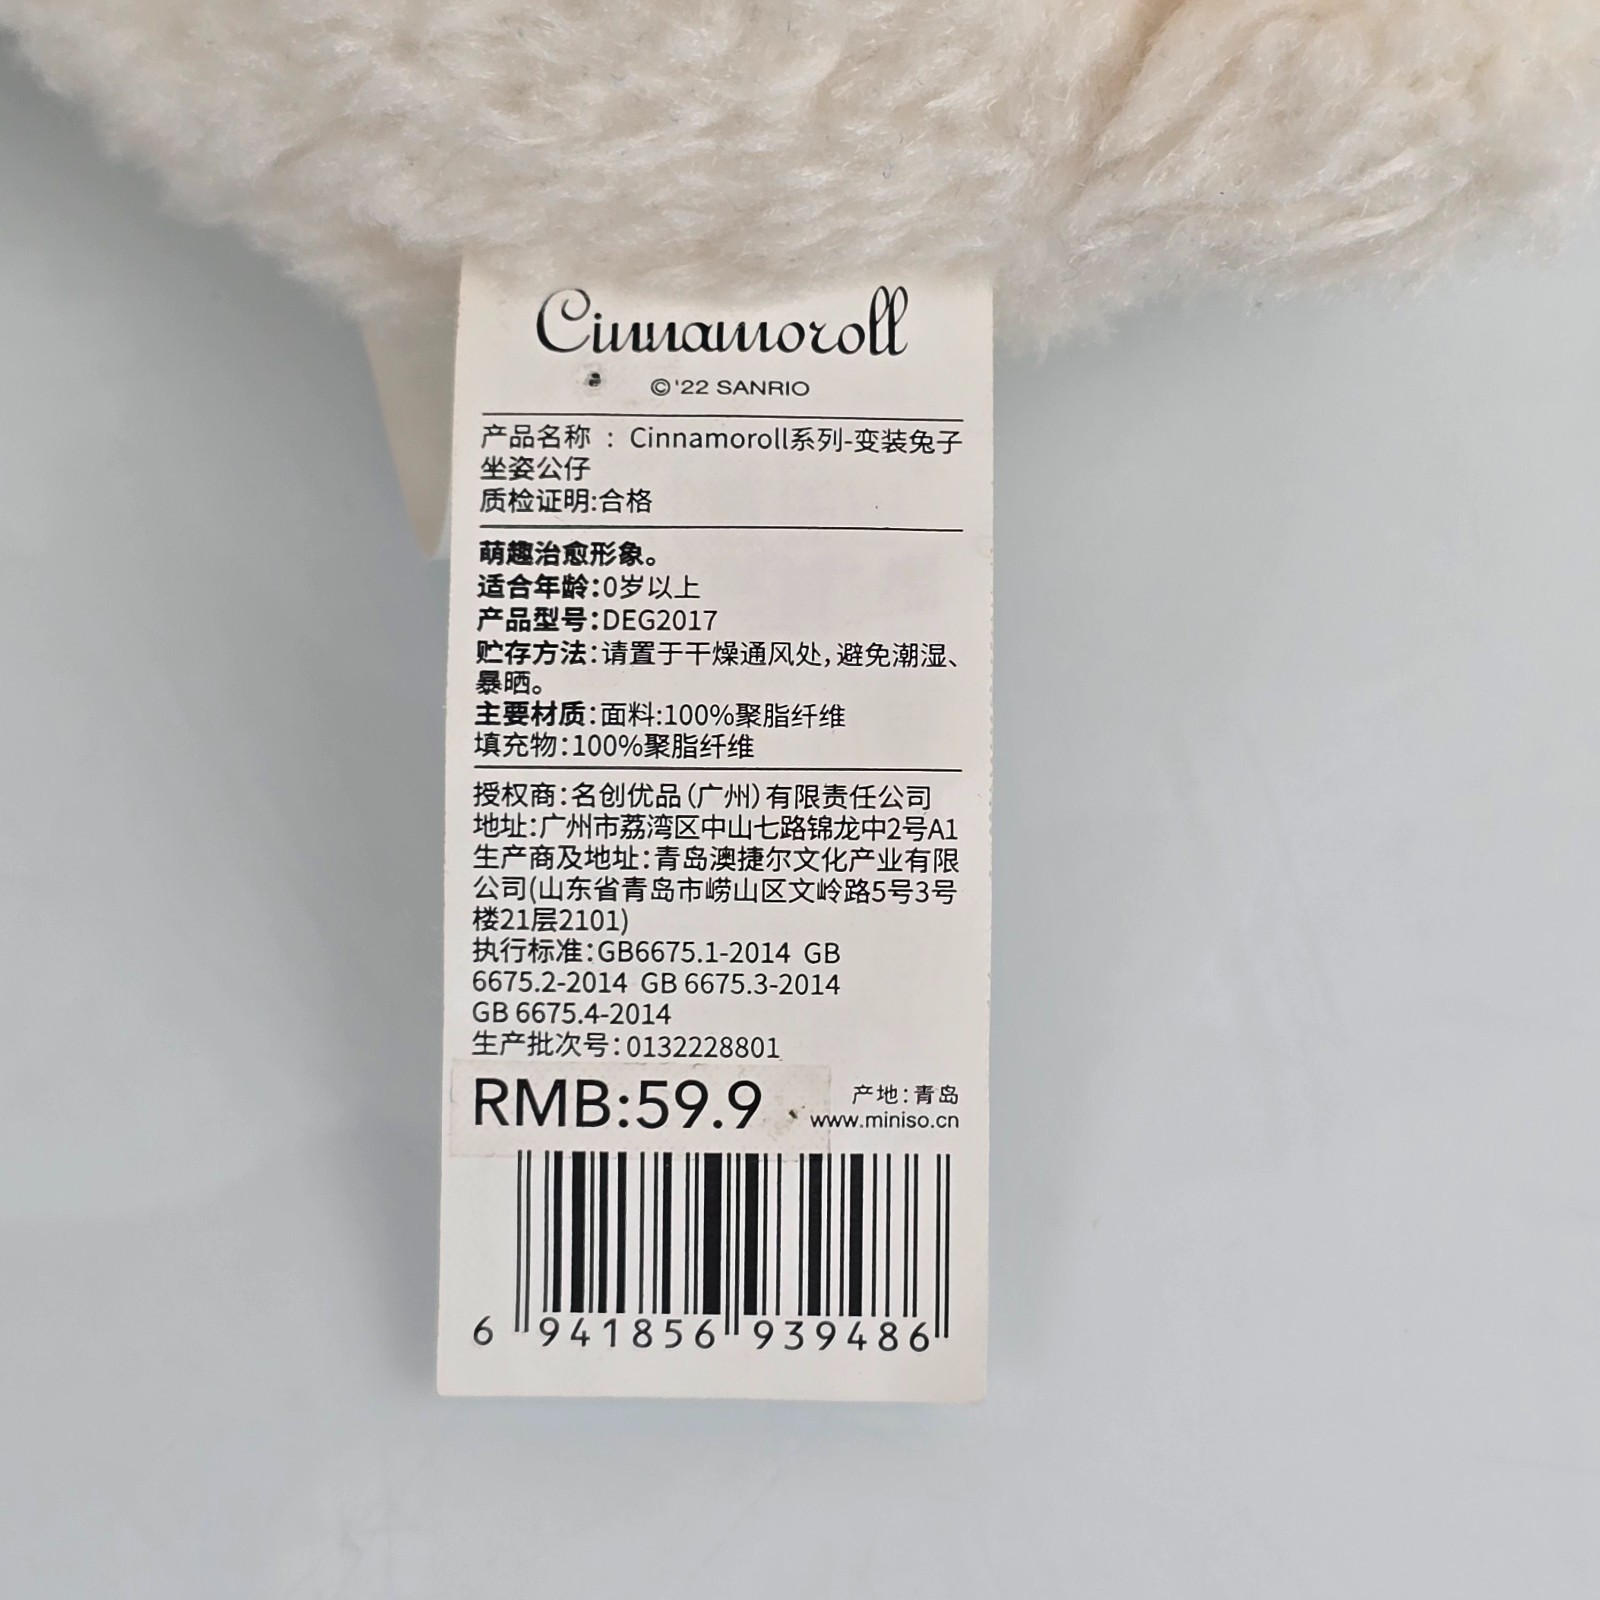 Cinnamoroll
©'22 SANRIO
产品名称 : Cinnamoroll系列-变装兔子
坐姿公仔
质检证明:合格
萌趣治愈形象。
适合年龄:0岁以上
产品型号:DEG2017
贮存方法:请置于干燥通风处,避免潮湿、
暴晒。
主要材质:面料:100%聚脂纤维
填充物:100%聚脂纤维
授权商:名创优品(广州)有限责任公司
地址:广州市荔湾区中山七路锦龙中2号A1
生产商及地址:青岛澳捷尔文化产业有限
公司(山东省青岛市崂山区文岭路5号3号
楼21层2101)
执行标准:GB6675.1-2014 GB
6675.2-2014 GB 6675.3-2014
GB 6675.4-2014
生产批次号:0132228801
RMB:59.9
产地:青岛
www.miniso.cn
6 941856 939486